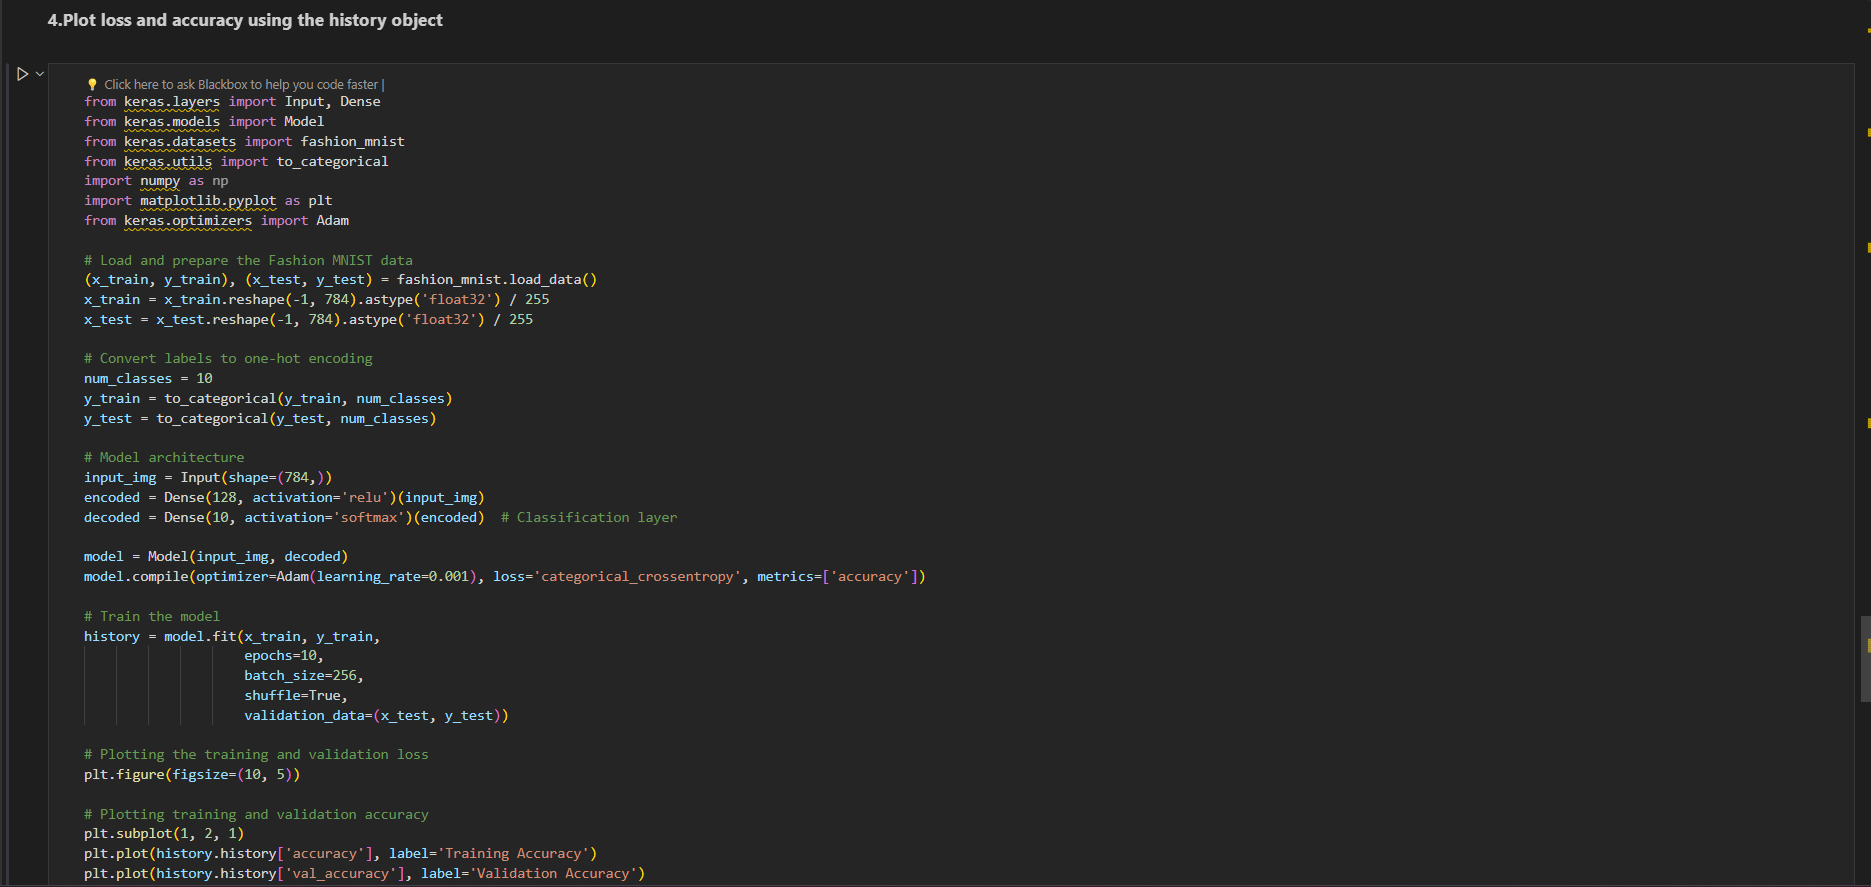 4.Plot loss and accuracy using the history object
Click here to ask Blackbox to help you code faster |
from keras.layers import Input, Dense
from keras.models import Model
from keras.datasets import fashion_mnist
from keras.utils import to_categorical
import numpy as np
import matplotlib.pyplot as plt
from keras.optimizers import Adam
# Load and prepare the Fashion MNIST data
(x_train, y_train), (x_test, y_test) = fashion_mnist.load_data()
x_train = x_train.reshape(-1, 784).astype('float32') / 255
x_test = x_test.reshape(-1, 784).astype('float32') / 255
# Convert labels to one-hot encoding
num_classes = 10
y_train = to_categorical(y_train, num_classes)
y_test = to_categorical(y_test, num_classes)
# Model architecture
input_img = Input(shape=(784,))
encoded = Dense(128, activation='relu')(input_img)
decoded = Dense(10, activation='softmax')(encoded)  # Classification layer
model = Model(input_img, decoded)
model.compile(optimizer=Adam(learning_rate=0.001), loss='categorical_crossentropy', metrics=['accuracy'])
# Train the model
history = model.fit(x_train, y_train,
                    epochs=10,
                    batch_size=256,
                    shuffle=True,
                    validation_data=(x_test, y_test))
# Plotting the training and validation loss
plt.figure(figsize=(10, 5))
# Plotting training and validation accuracy
plt.subplot(1, 2, 1)
plt.plot(history.history['accuracy'], label='Training Accuracy')
plt.plot(history.history['val_accuracy'], label='Validation Accuracy')